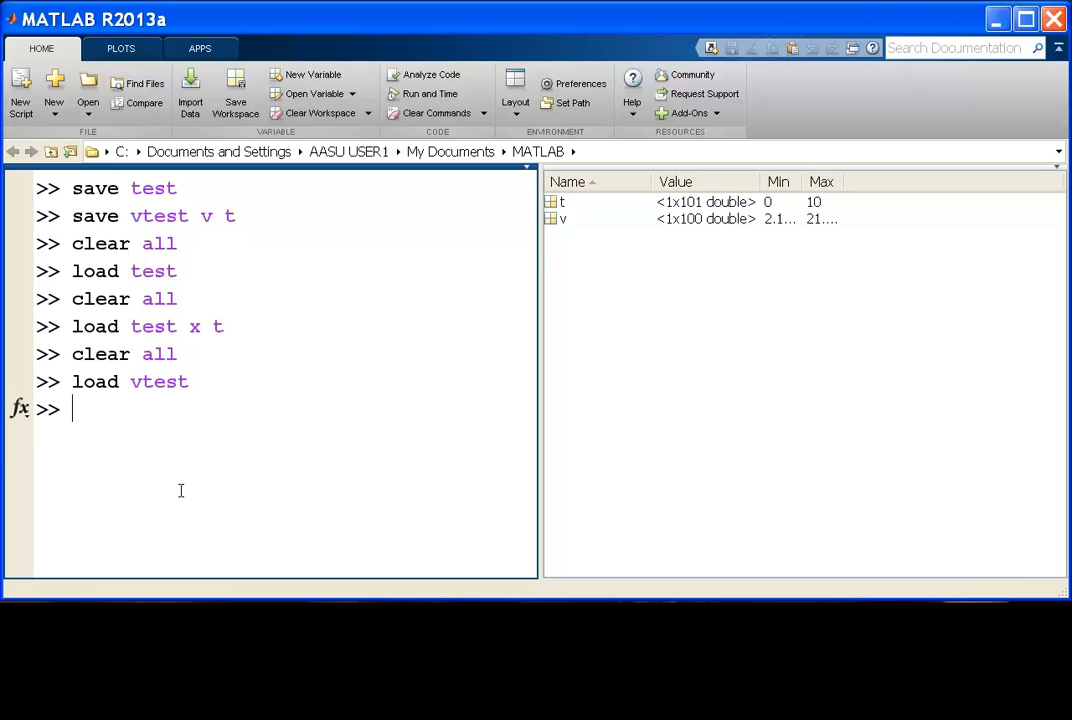 MATLAB R2013a
HOME PLOTS APPS Search Documentation
New Script New Open Find Files Compare Import Data Save Workspace New Variable Open Variable Clear Workspace Analyze Code Run and Time Clear Commands Layout Preferences Set Path Help Community Request Support Add-Ons
FILE VARIABLE CODE ENVIRONMENT RESOURCES
C: Documents and Settings AASU USER1 My Documents MATLAB
>> save test
>> save vtest v t
>> clear all
>> load test
>> clear all
>> load test x t
>> clear all
>> load vtest
fx >>
Name Value Min Max
t <1x101 double> 0 10
v <1x100 double> 2.1... 21....